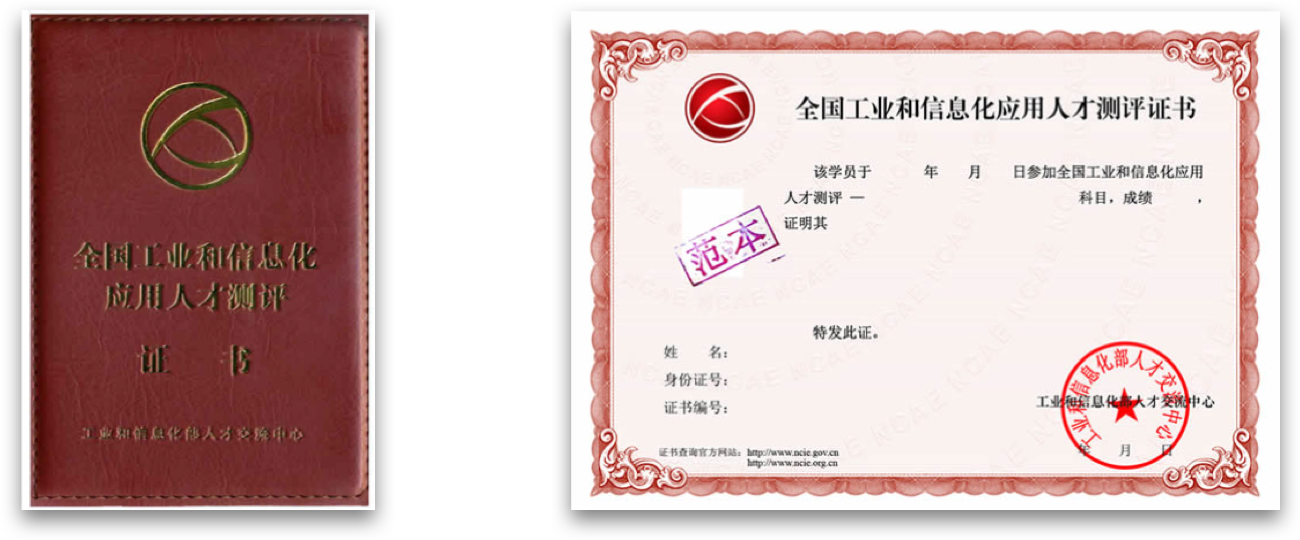 全国工业和信息化
应用人才测评
证 书
工业和信息化部人才交流中心
全国工业和信息化应用人才测评证书
该学员于 年 月 日参加全国工业和信息化应用
人才测评 — 科目，成绩 ，
证明其
范本
特发此证。
姓 名：
身份证号：
证书编号：
工业和信息化部人才交流中心
工业和信息化部人才交流中心
年 月 日
证书查询官方网站：http://www.ncie.gov.cn
http://www.ncie.org.cn
NCAE NCAE NCAE NCAE